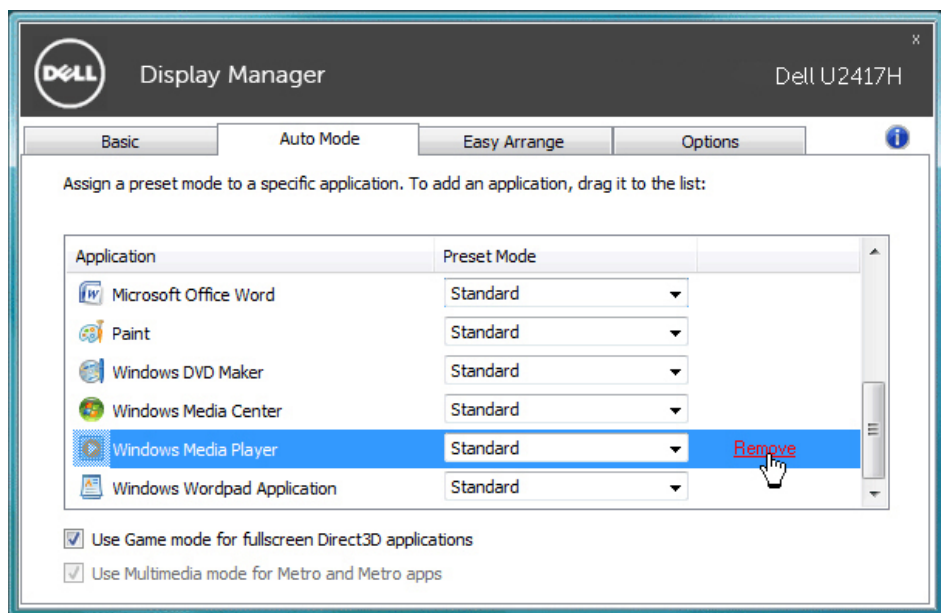 x
DELL
Display Manager
Dell U2417H
Basic Auto Mode Easy Arrange Options
Assign a preset mode to a specific application. To add an application, drag it to the list:
Application Preset Mode
Microsoft Office Word Standard
Paint Standard
Windows DVD Maker Standard
Windows Media Center Standard
Windows Media Player Standard Remove
Windows Wordpad Application Standard
Use Game mode for fullscreen Direct3D applications
Use Multimedia mode for Metro and Metro apps